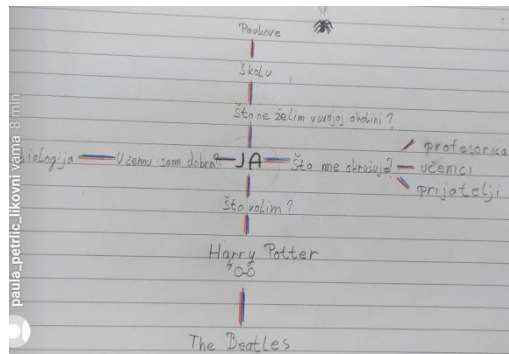 Paukove
Školu
Što ne želim u svojoj okolini?
Biologija U čemu sam dobra? JA Što me okružuje? profesorica
učenici
prijatelji
Što volim?
Harry Potter
The Beatles
paula_petrlic_likovni vama 8 min